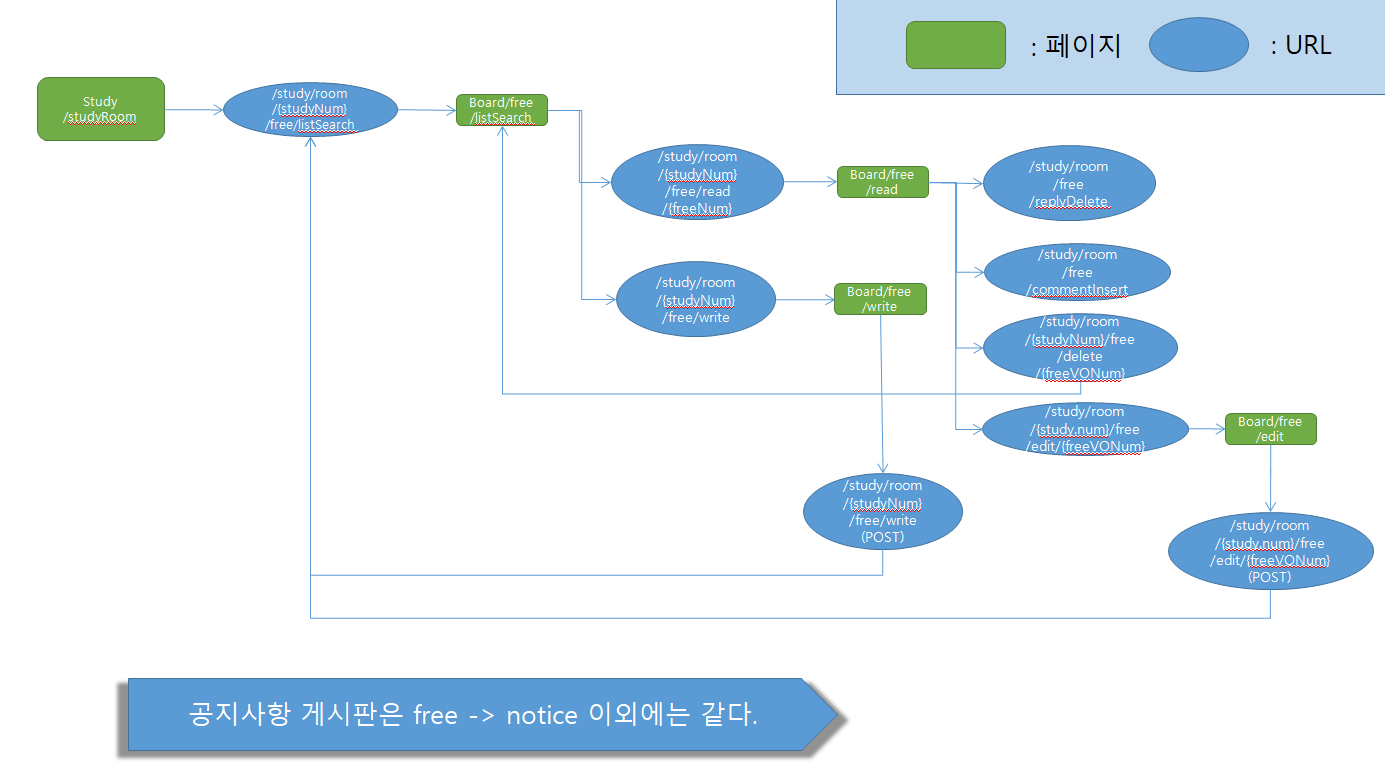 : 페이지
: URL
Study
/studyRoom
/study/room
/{studyNum}
/free/listSearch
Board/free
/listSearch
/study/room
/{studyNum}
/free/read
/{freeNum}
Board/free
/read
/study/room
/free
/replyDelete
/study/room
/free
/commentInsert
/study/room
/{studyNum}
/free/write
Board/free
/write
/study/room
/{studyNum}/free
/delete
/{freeVONum}
/study/room
/{study.num}/free
/edit/{freeVONum}
Board/free
/edit
/study/room
/{studyNum}
/free/write
(POST)
/study/room
/{study.num}/free
/edit/{freeVONum}
(POST)
공지사항 게시판은 free -> notice 이외에는 같다.